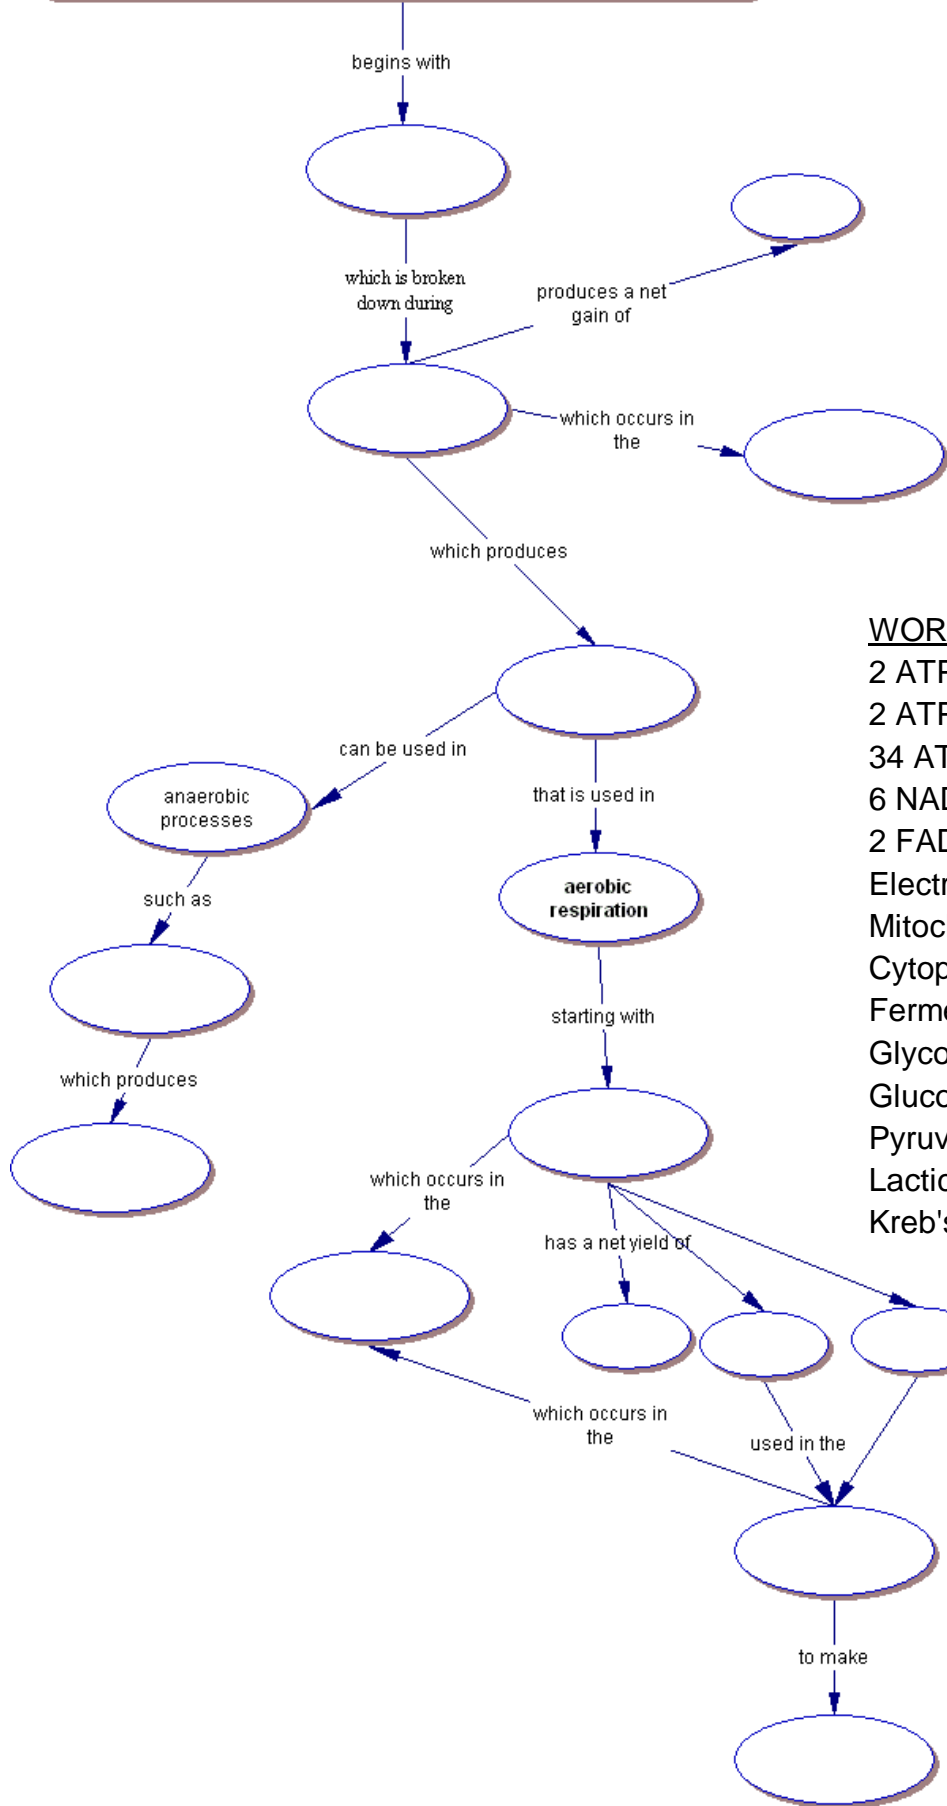 begins with
which is broken
down during
produces a net
gain of
which occurs in
the
which produces
WOR
2 ATP
2 ATP
34 AT
6 NAD
2 FAD
Electr
Mitoc
Cytop
Ferme
Glyco
Gluco
Pyruv
Lactic
Kreb's
can be used in
that is used in
anaerobic
processes
aerobic
respiration
such as
starting with
which produces
which occurs in
the
has a net yield of
which occurs in
the
used in the
to make